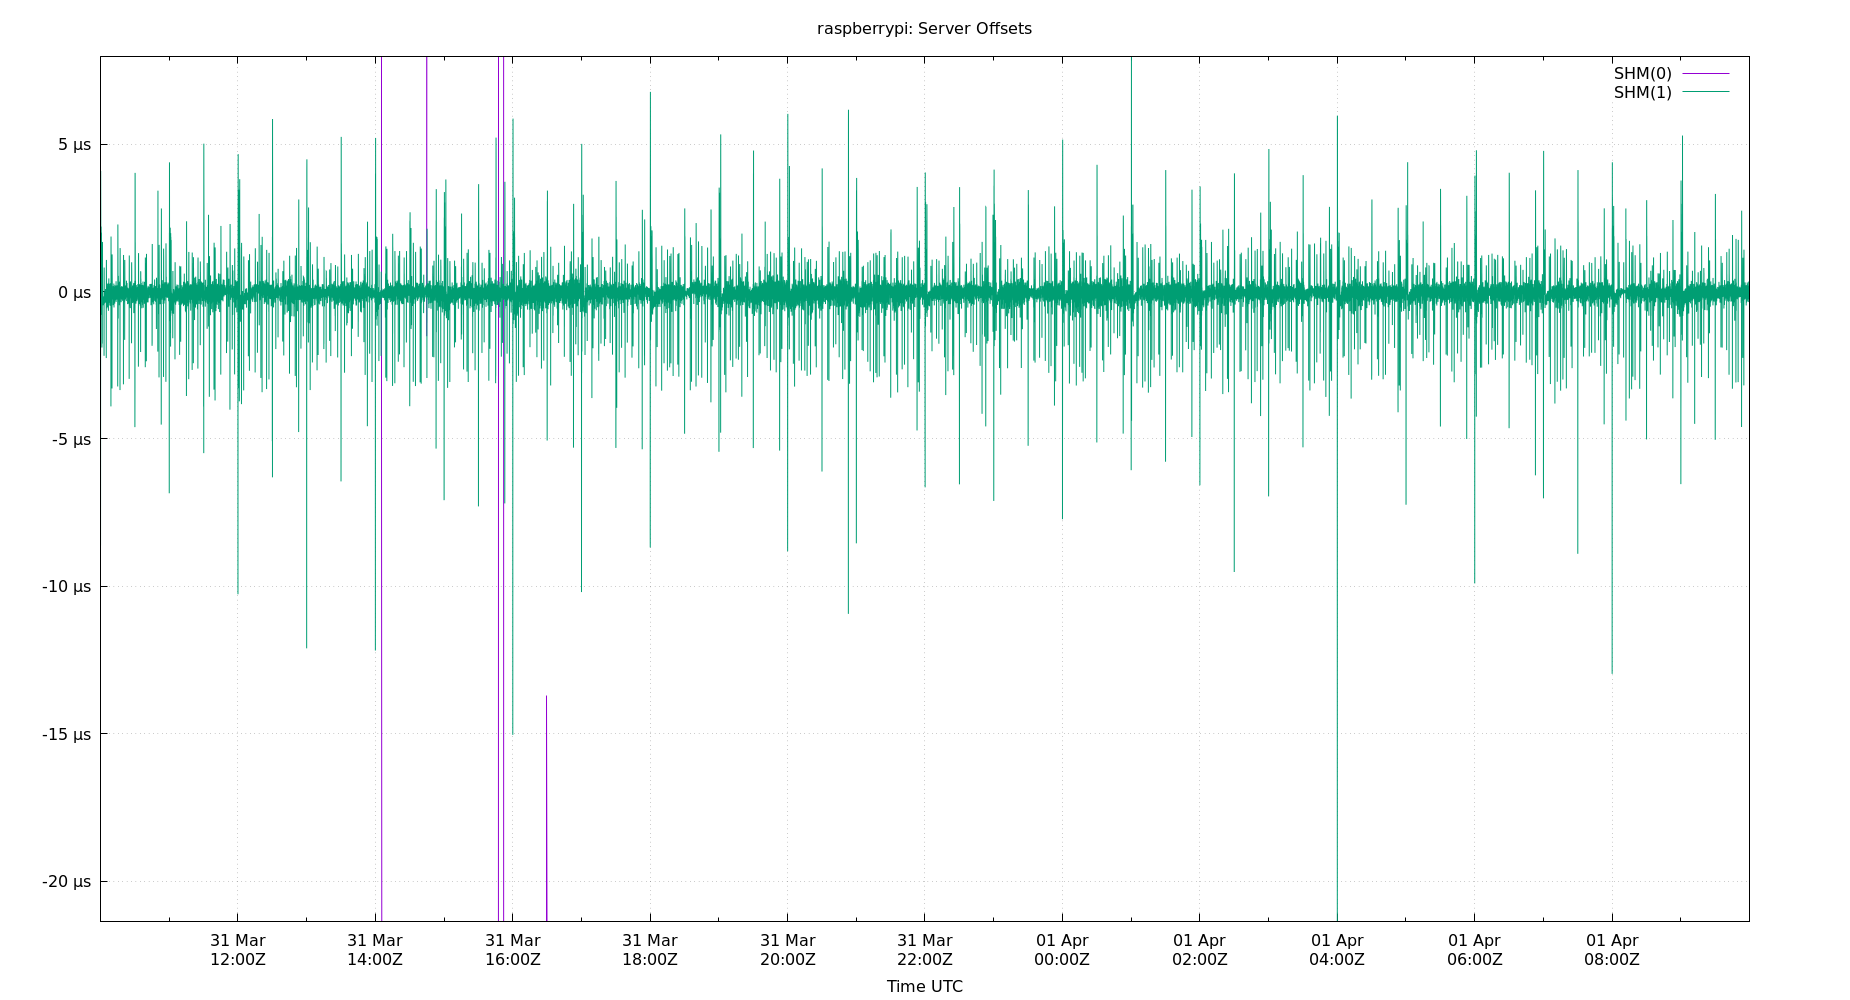 raspberrypi: Server Offsets
SHM(0)
SHM(1)
5 µs
0 µs
-5 µs
-10 µs
-15 µs
-20 µs
31 Mar 31 Mar 31 Mar 31 Mar 31 Mar 31 Mar 01 Apr 01 Apr 01 Apr 01 Apr 01 Apr
12:00Z 14:00Z 16:00Z 18:00Z 20:00Z 22:00Z 00:00Z 02:00Z 04:00Z 06:00Z 08:00Z
Time UTC